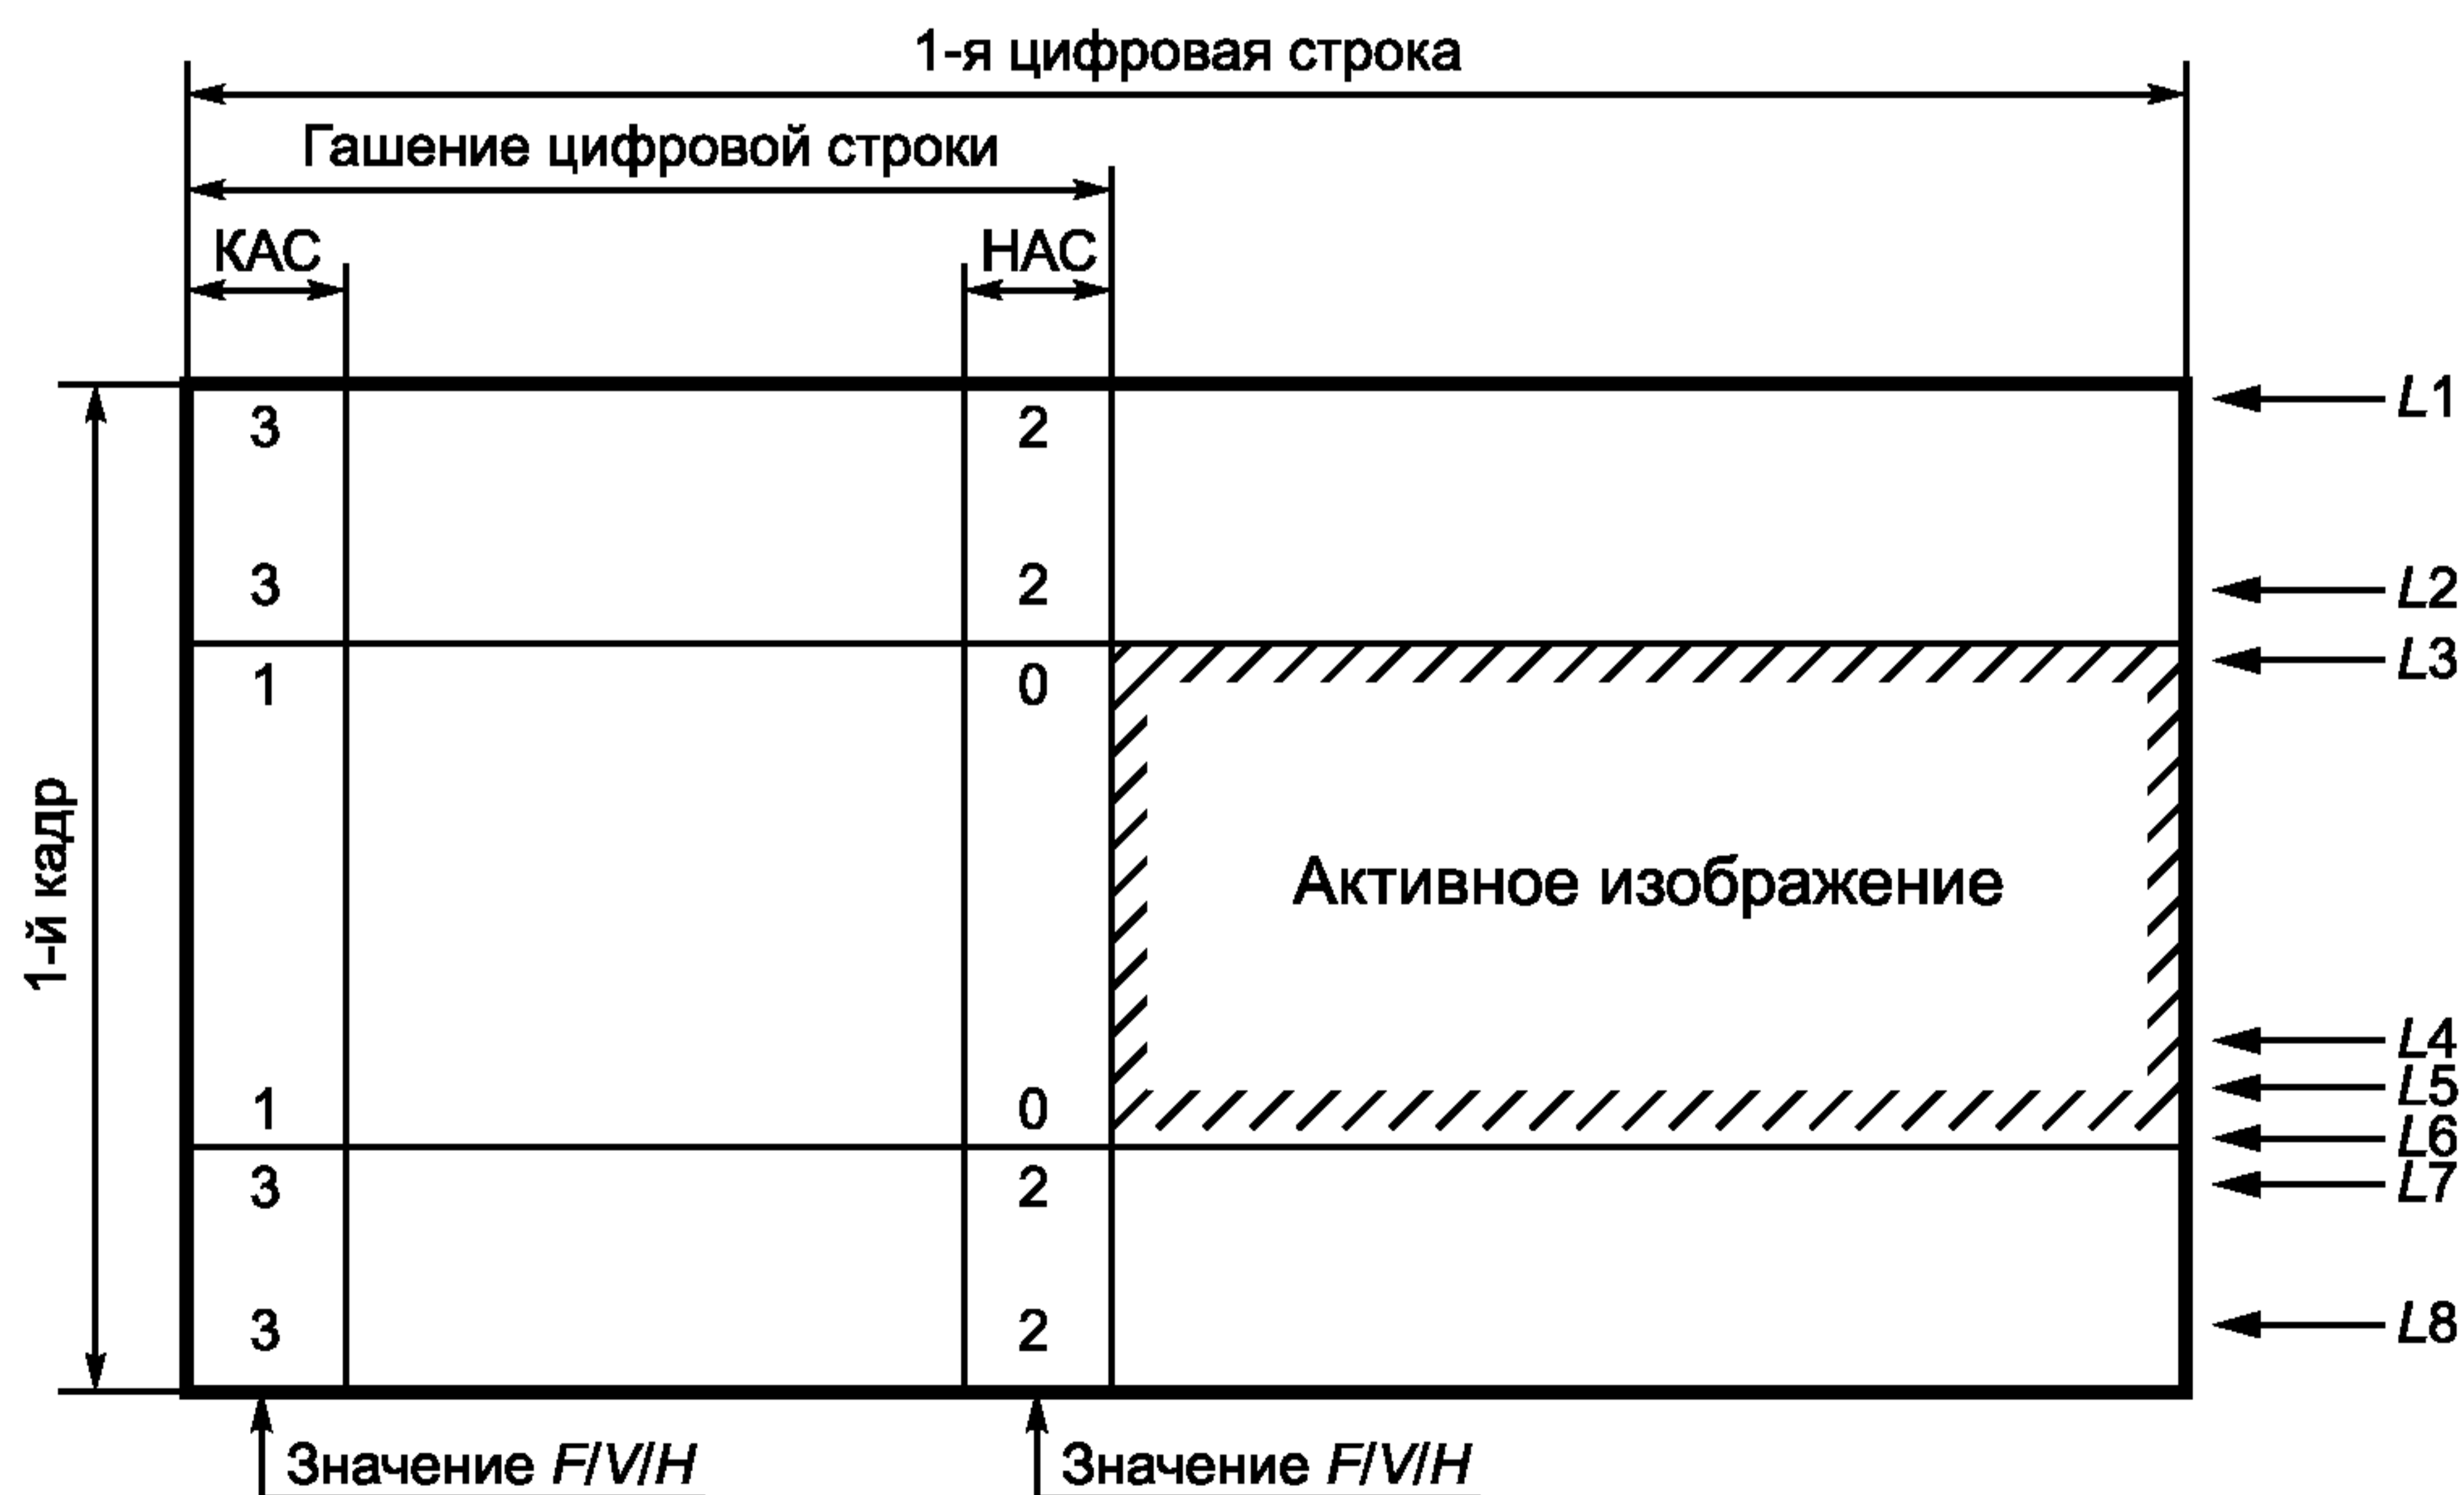 1-я цифровая строка
Гашение цифровой строки
КАС НАС
3 2 L1
3 2 L2
1 0 L3
Активное изображение
1-й кадр
L4
L5
1 0 L6
3 2 L7
3 2 L8
Значение F/V/H Значение F/V/H